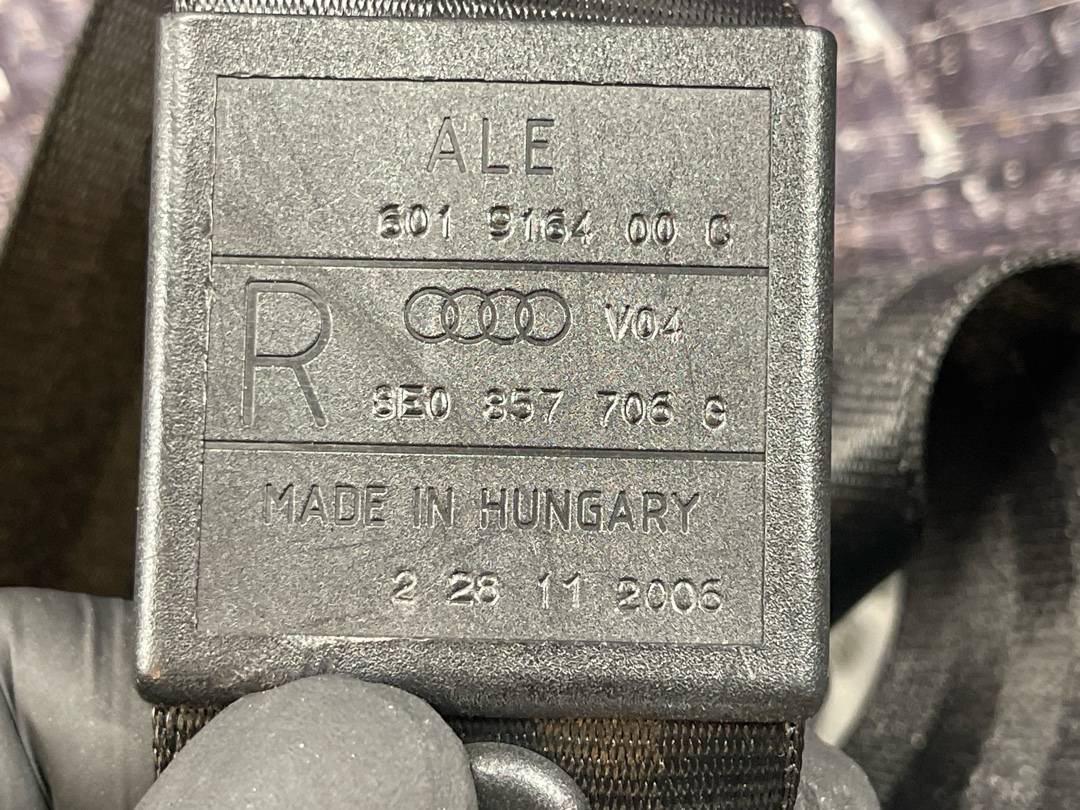 ALE
601 9164 00 C
R
V04
8E0 857 706 G
MADE IN HUNGARY
2 28 11 2006